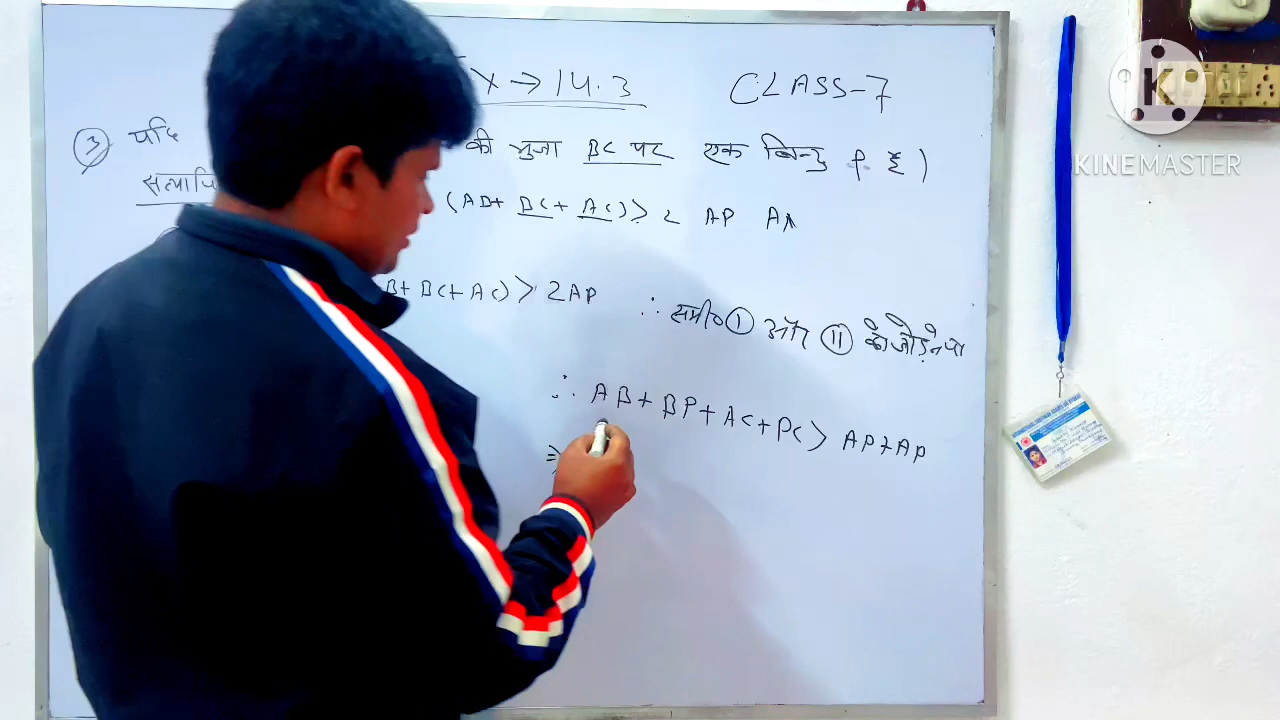 x → 14.3 CLASS-7
③ यदि की भुजा BC पर एक बिन्दु P है)
सत्यापि
(AB+ BC+ AC) > 2 AP
B+ BC+ AC) > 2AP ∴ समी० Ⓘ और Ⓘ︎Ⓘ को जोड़ने पर
∴ AB+BP+AC+PC> AP+AP
K
KINEMASTER